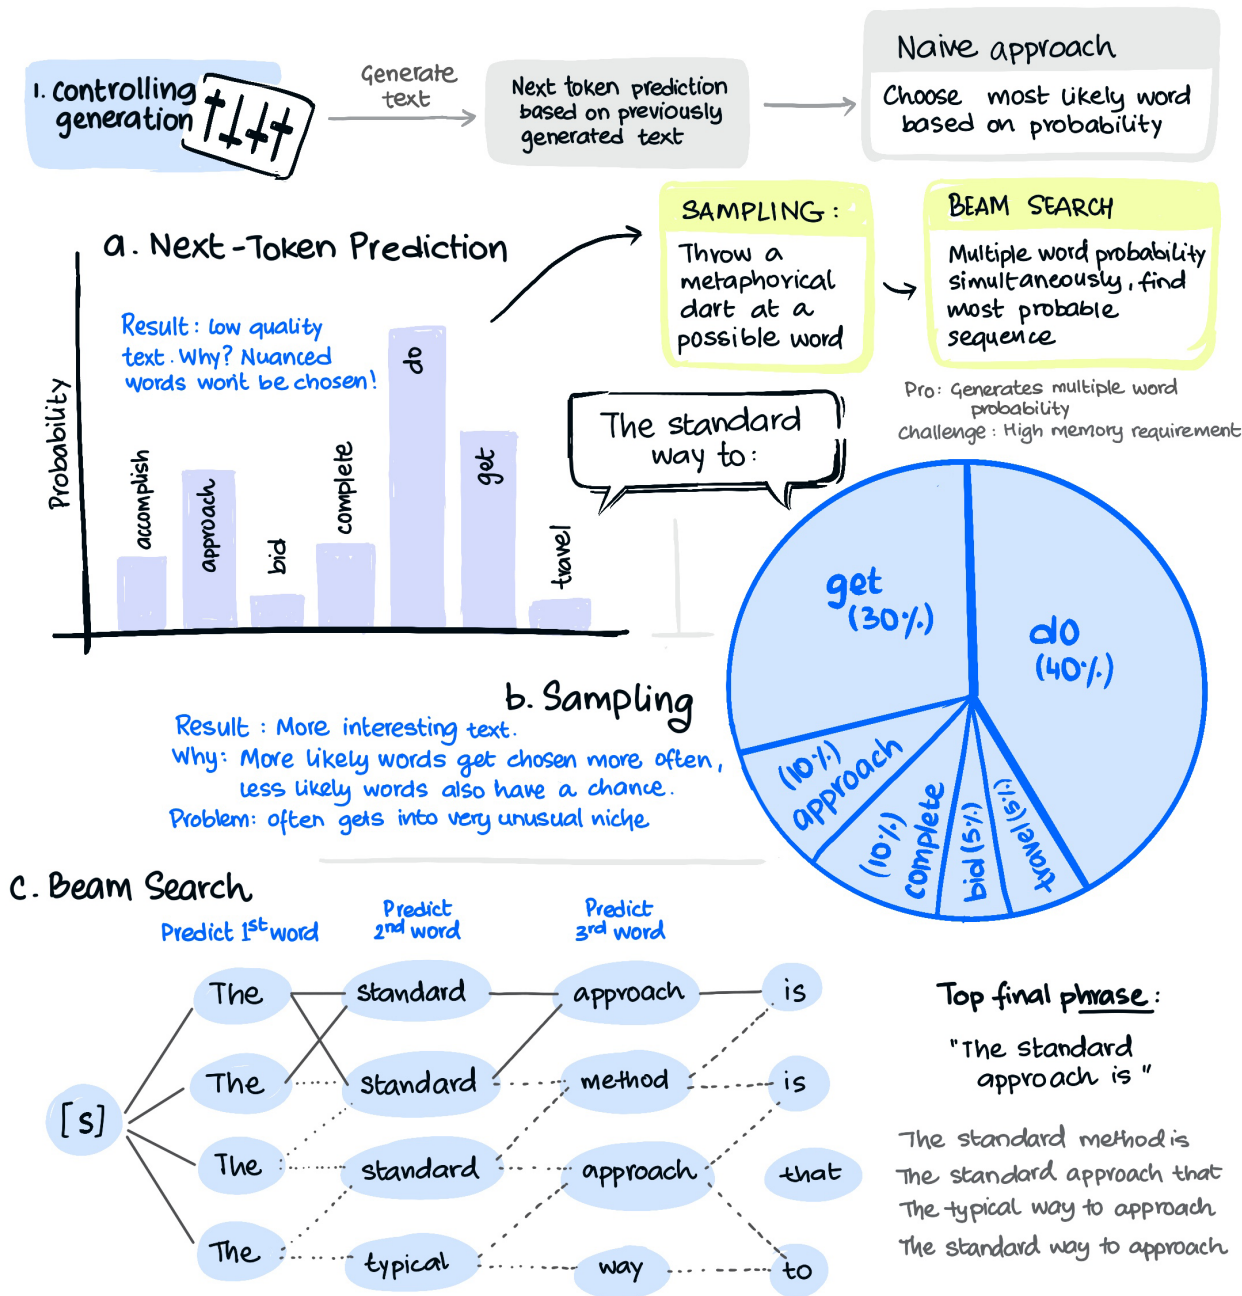 1. Controlling
generation
Generate
text
Next token prediction
based on previously
generated text
Naive approach
Choose most likely word
based on probability
SAMPLING:
Throw a
metaphorical
dart at a
possible word
BEAM SEARCH
Multiple word probability
simultaneously, find
most probable
sequence
Pro: Generates multiple word
probability
Challenge: High memory requirement
a. Next-Token Prediction
Result: low quality
text. Why? Nuanced
words won't be chosen!
Probability
accomplish
approach
bid
complete
do
get
travel
The standard
way to:
get
(30%)
do
(40%)
(10%)
approach
(10%)
complete
bid (5%)
travel (5%)
b. Sampling
Result: More interesting text.
Why: More likely words get chosen more often,
less likely words also have a chance.
Problem: often gets into very unusual niche
c. Beam Search
Predict 1st word
Predict
2nd word
Predict
3rd word
[s]
The
standard
approach
is
The
standard
method
is
The
standard
approach
that
The
typical
way
to
Top final phrase:
"The standard
approach is"
The standard method is
The standard approach that
The typical way to approach
The standard way to approach